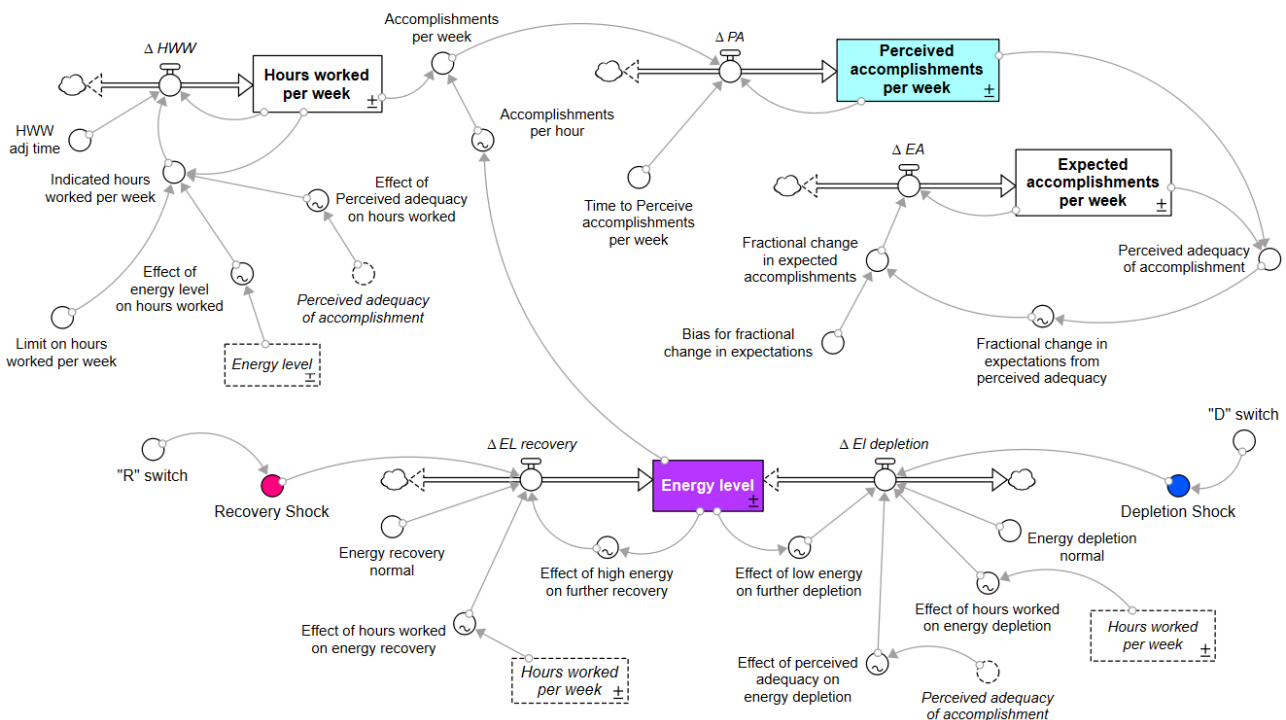 Accomplishments
per week
Δ HWW
Hours worked
per week
±
Δ PA
Perceived
accomplishments
per week
±
HWW
adj time
Accomplishments
per hour
Indicated hours
worked per week
Effect of
Perceived adequacy
on hours worked
Time to Perceive
accomplishments
per week
Δ EA
Expected
accomplishments
per week
±
Fractional change
in expected
accomplishments
Perceived adequacy
of accomplishment
Effect of
energy level
on hours worked
Perceived adequacy
of accomplishment
Limit on hours
worked per week
Energy level
±
Bias for fractional
change in expectations
Fractional change in
expectations from
perceived adequacy
"R" switch
Recovery Shock
Δ EL recovery
Energy level
±
Δ EI depletion
"D" switch
Depletion Shock
Energy recovery
normal
Effect of high energy
on further recovery
Effect of low energy
on further depletion
Energy depletion
normal
Effect of hours worked
on energy recovery
Hours worked
per week
±
Effect of perceived
adequacy on
energy depletion
Perceived adequacy
of accomplishment
Effect of hours worked
on energy depletion
Hours worked
per week
±